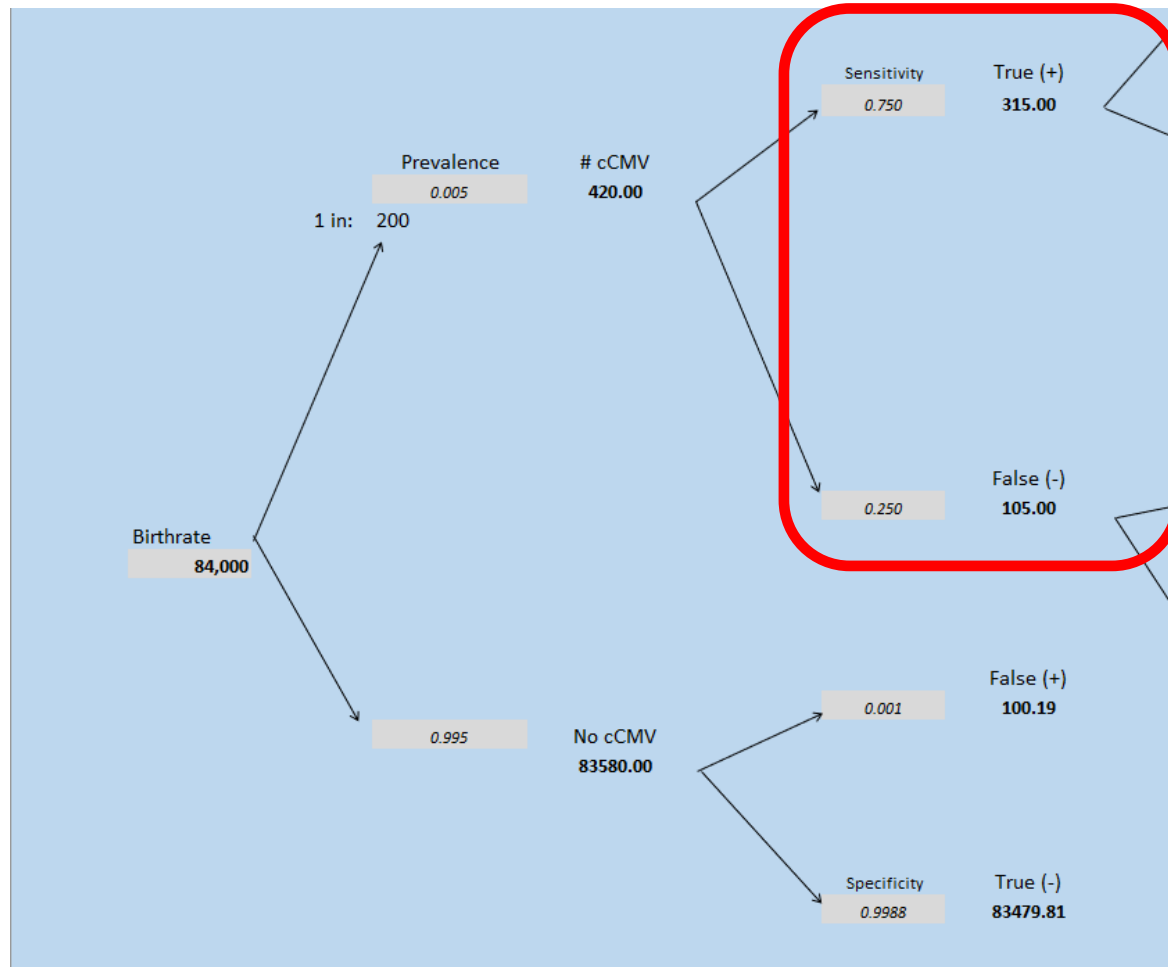 Sensitivity
True (+)
0.750
315.00
Prevalence
# cCMV
0.005
420.00
1 in: 200
False (-)
0.250
105.00
Birthrate
84,000
False (+)
0.001
100.19
0.995
No cCMV
83580.00
Specificity
True (-)
0.9988
83479.81